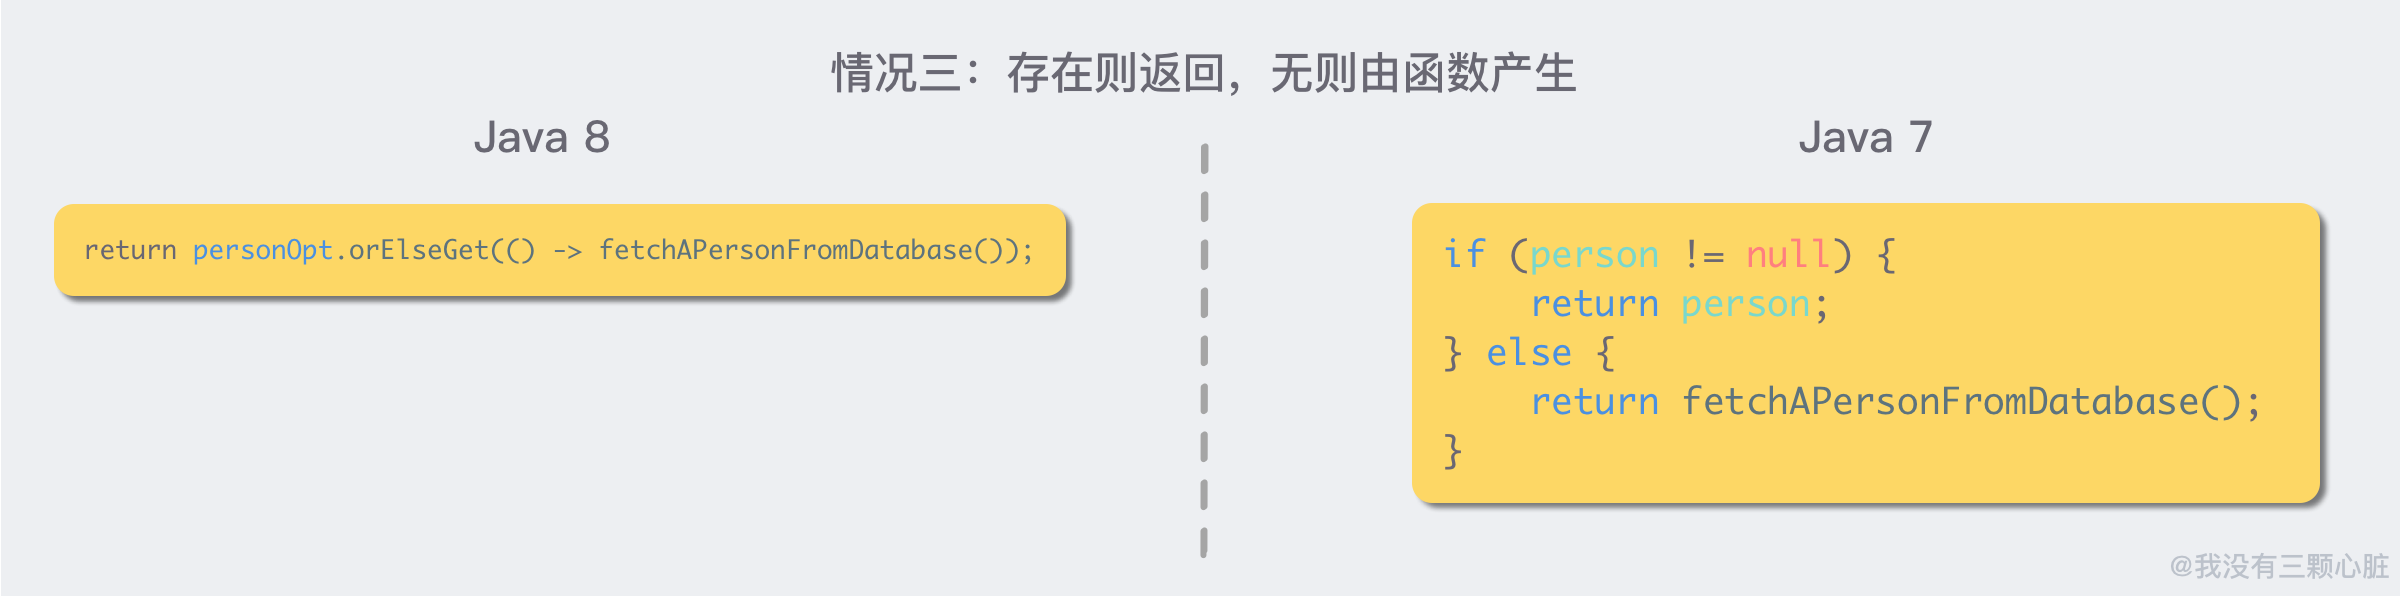 情况三：存在则返回，无则由函数产生
Java 8
return personOpt.orElseGet(() -> fetchAPersonFromDatabase());
Java 7
if (person != null) {
    return person;
} else {
    return fetchAPersonFromDatabase();
}
@我没有三颗心脏